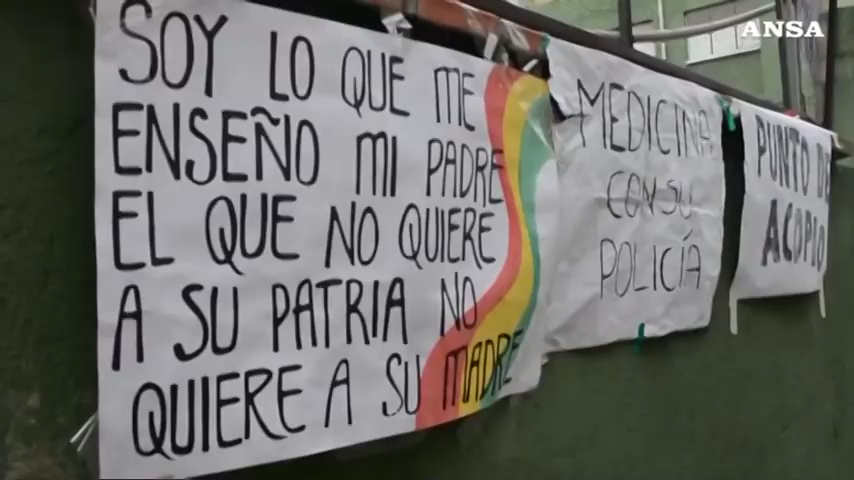 ANSA
SOY LO QUE ME
ENSEÑO MI PADRE
EL QUE NO QUIERE
A SU PATRIA NO
QUIERE A SU MADRE
MEDICINA
CON SU
POLICÍA
PUNTO DE
ACOPIO